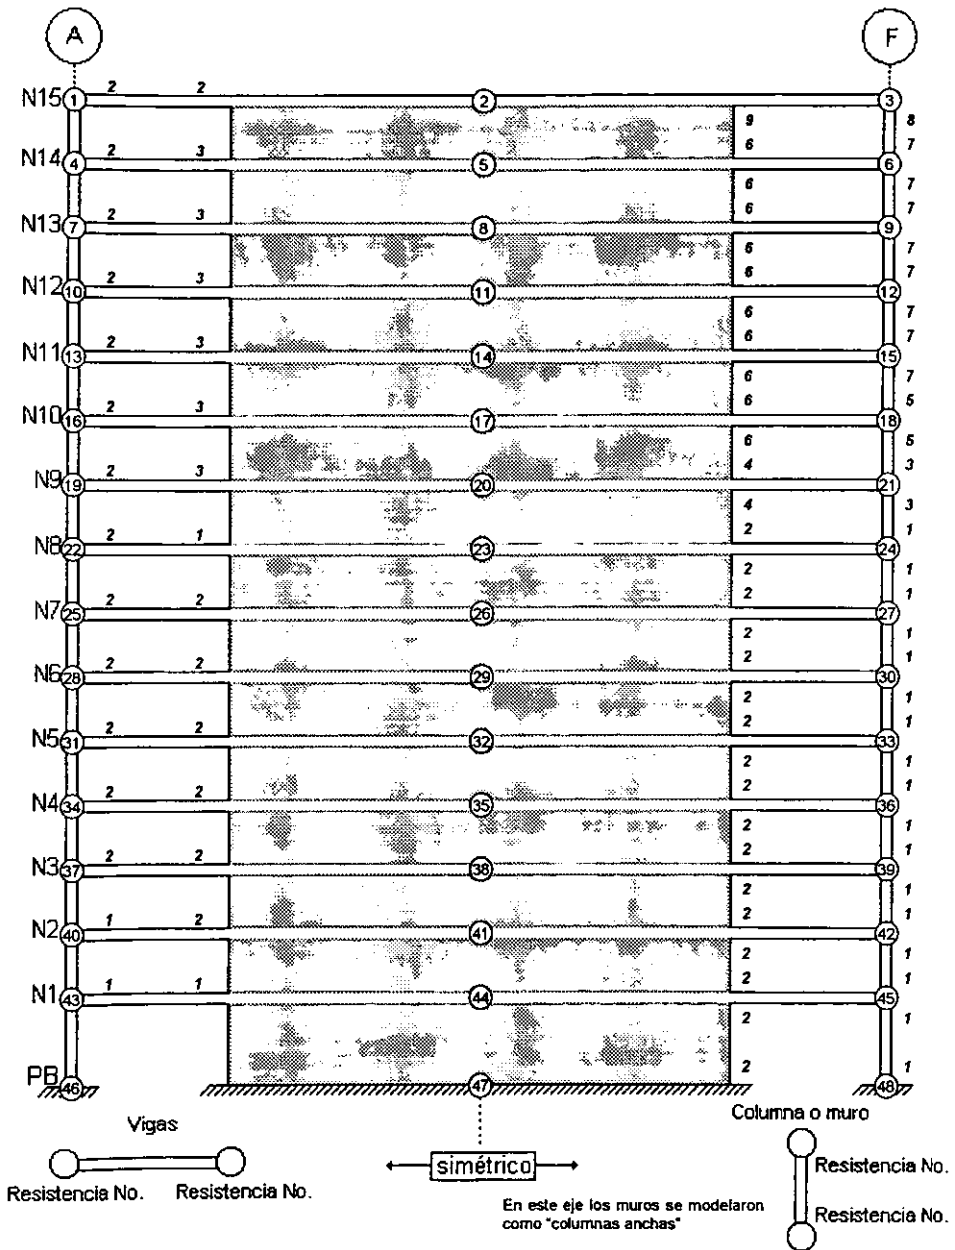 A F
N15 1 2 2 2 3
9 8
6 7
N14 4 2 3 5 6
6 7
6 7
N13 7 2 3 8 9
6 7
6 7
N12 10 2 3 11 12
6 7
6 7
N11 13 2 3 14 15
6 7
6 5
N10 16 2 3 17 18
6 5
4 3
N9 19 2 3 20 21
4 3
2 1
N8 22 2 1 23 24
2 1
2 1
N7 25 2 2 26 27
2 1
2 1
N6 28 2 2 29 30
2 1
2 1
N5 31 2 2 32 33
2 1
2 1
N4 34 2 2 35 36
2 1
2 1
N3 37 2 2 38 39
2 1
2 1
N2 40 1 2 41 42
2 1
2 1
N1 43 1 1 44 45
2 1
2 1
PB 46 47 48
Vigas
Resistencia No. Resistencia No.
simétrico
En este eje los muros se modelaron
como "columnas anchas"
Columna o muro
Resistencia No.
Resistencia No.